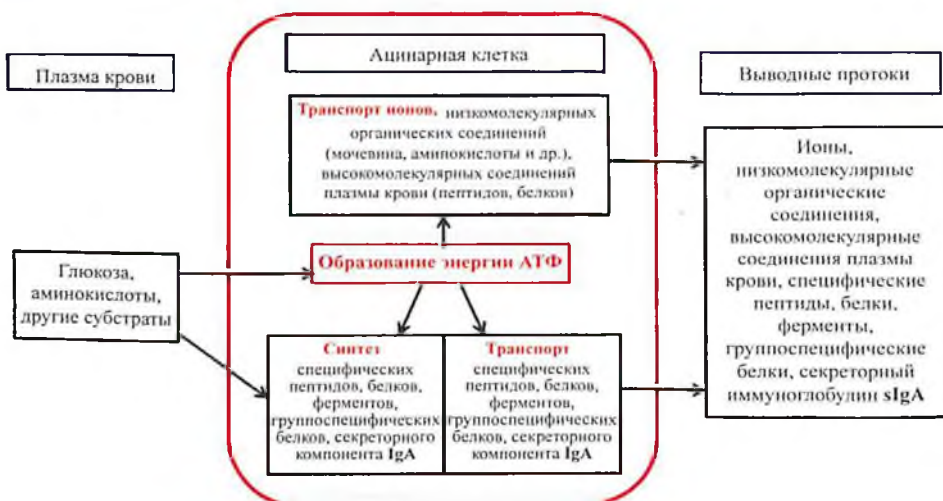 Плазма крови
Ацинарная клетка
Выводные протоки
Транспорт ионов, низкомолекулярных
органических соединений
(мочевина, аминокислоты и др.),
высокомолекулярных соединений
плазмы крови (пептидов, белков)
Глюкоза,
аминокислоты,
другие субстраты
Образование энергии АТФ
Синтез
специфических
пептидов, белков,
ферментов,
группоспецифических
белков, секреторного
компонента IgA
Транспорт
специфических
пептидов, белков,
ферментов,
группоспецифических
белков, секреторного
компонента IgA
Ионы,
низкомолекулярные
органические
соединения,
высокомолекулярные
соединения плазмы
крови, специфические
пептиды, белки,
ферменты,
группоспецифические
белки, секреторный
иммуноглобулин sIgA